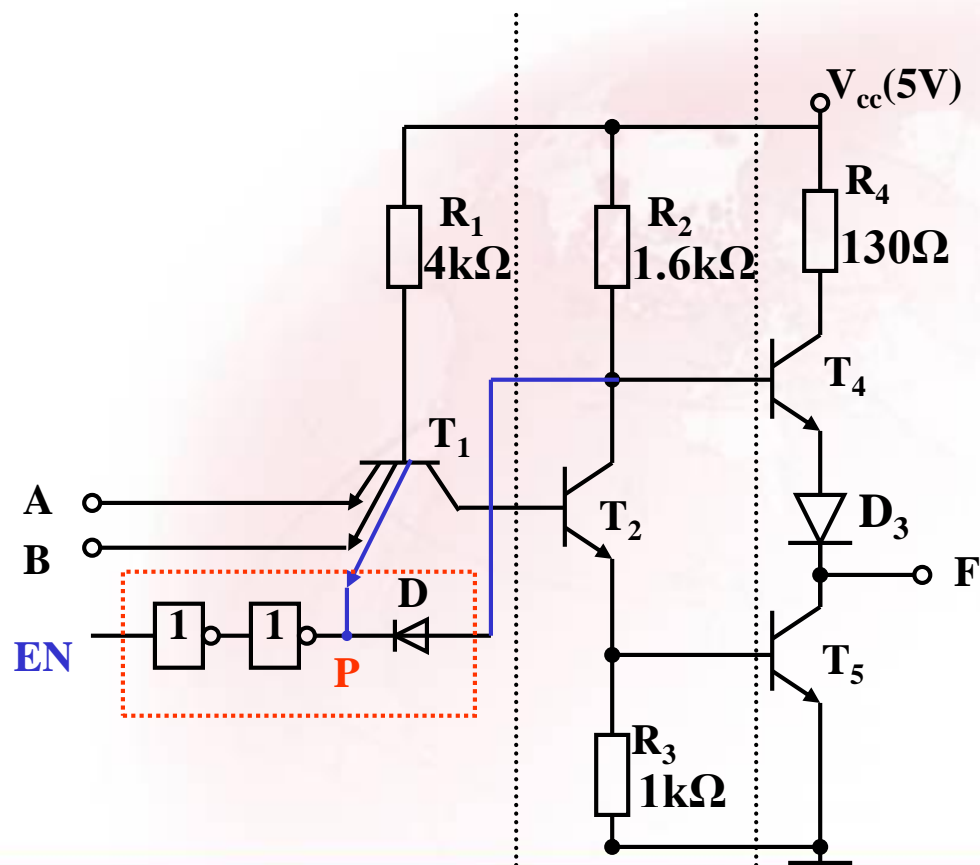 Vcc(5V)
R1
4kΩ
R2
1.6kΩ
R4
130Ω
T4
T1
A
T2
D3
B
F
D
1
1
EN
P
T5
R3
1kΩ